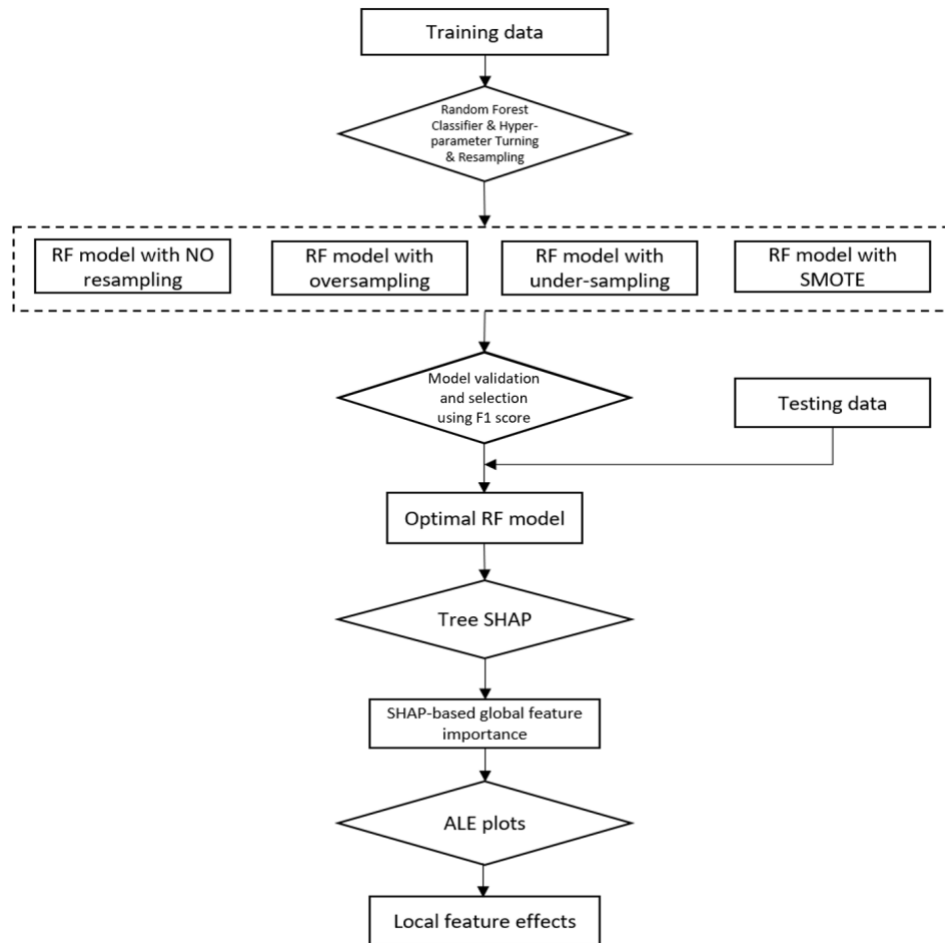 Training data
Random Forest
Classifier & Hyper-
parameter Turning
& Resampling
RF model with NO
resampling
RF model with
oversampling
RF model with
under-sampling
RF model with
SMOTE
Model validation
and selection
using F1 score
Testing data
Optimal RF model
Tree SHAP
SHAP-based global feature
importance
ALE plots
Local feature effects